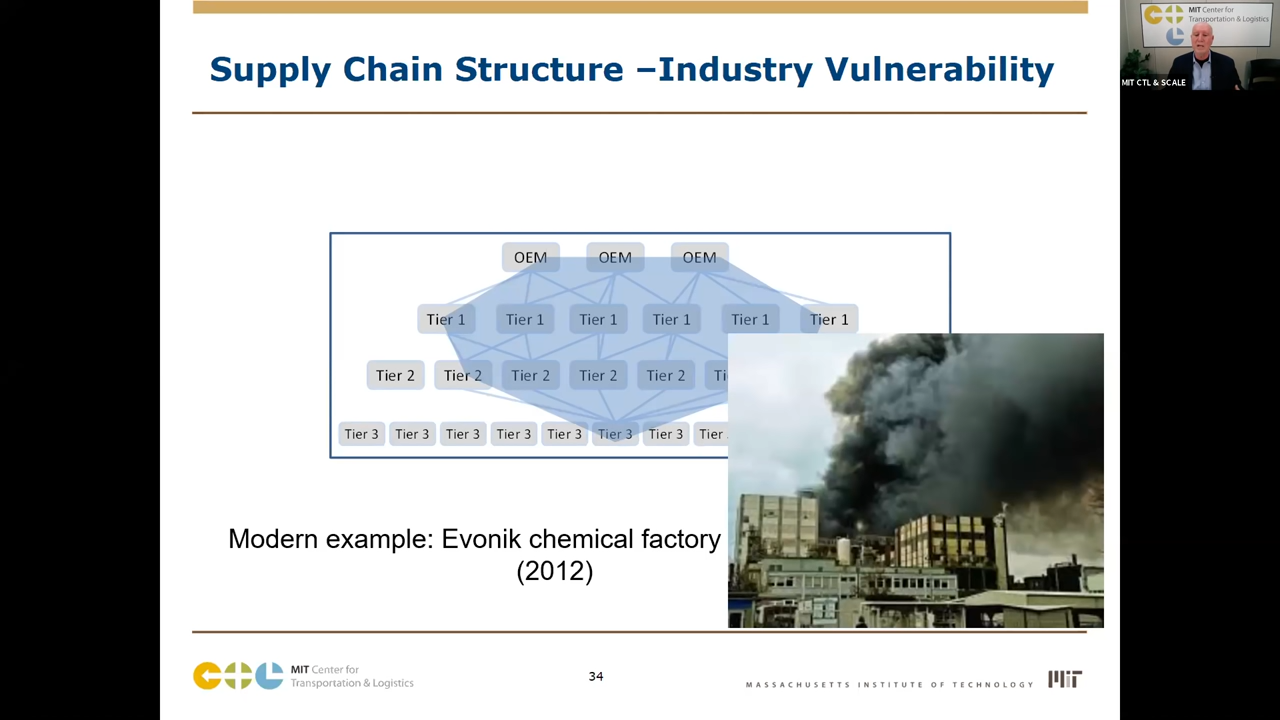 Supply Chain Structure –Industry Vulnerability
MIT Center for
Transportation & Logistics
MIT CTL & SCALE
OEM OEM OEM
Tier 1 Tier 1 Tier 1 Tier 1 Tier 1 Tier 1
Tier 2 Tier 2 Tier 2 Tier 2 Tier 2 Ti
Tier 3 Tier 3 Tier 3 Tier 3 Tier 3 Tier 3 Tier 3 Tier
Modern example: Evonik chemical factory
(2012)
MIT Center for
Transportation & Logistics
34
MASSACHUSETTS INSTITUTE OF TECHNOLOGY
MIT